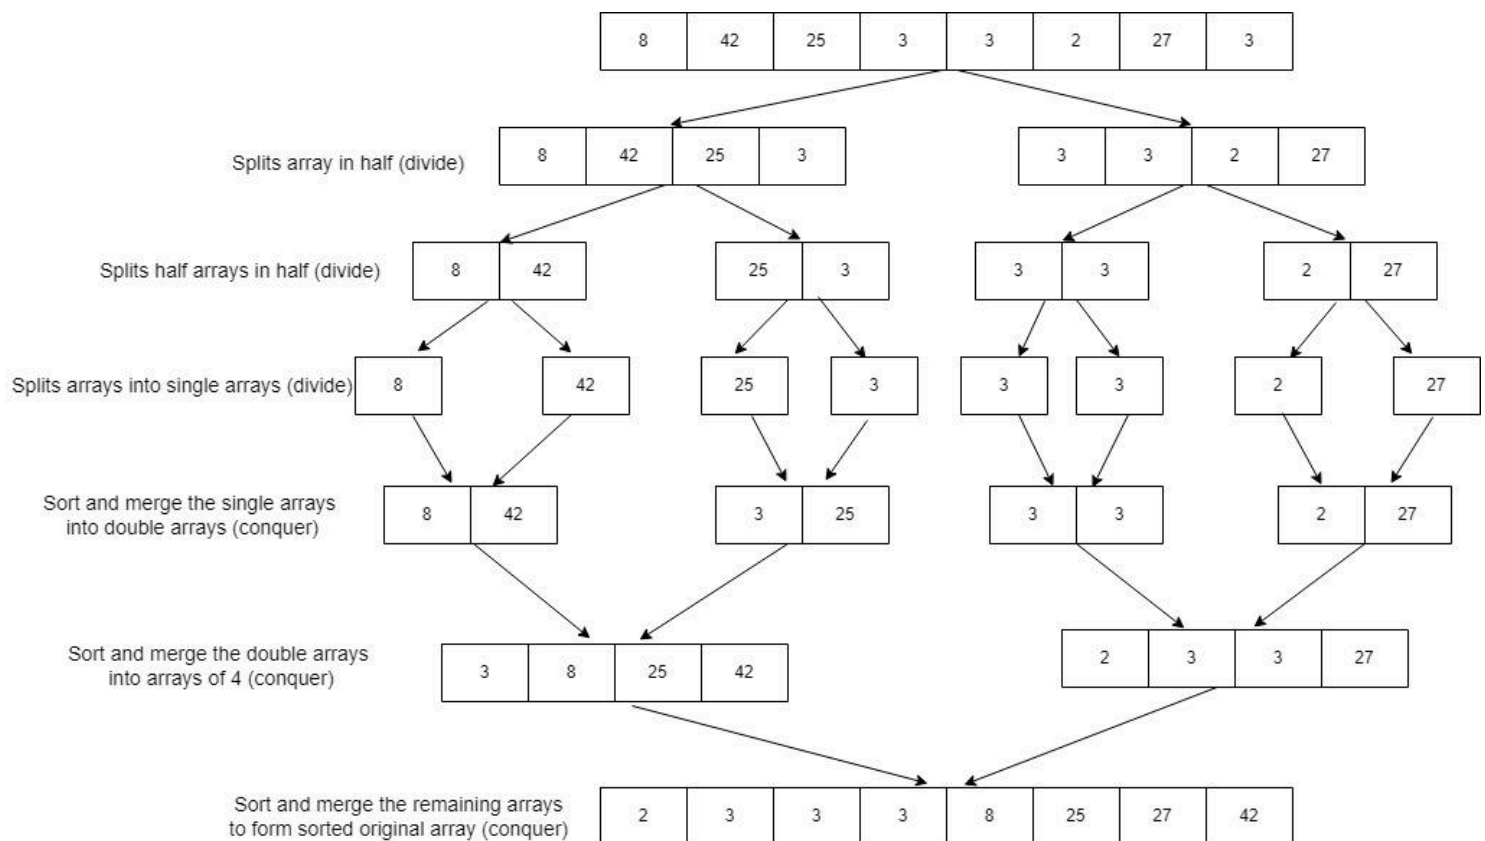 8 42 25 3 3 2 27 3
Splits array in half (divide)
8 42 25 3
3 3 2 27
Splits half arrays in half (divide)
8 42
25 3
3 3
2 27
Splits arrays into single arrays (divide)
8
42
25
3
3
3
2
27
Sort and merge the single arrays
into double arrays (conquer)
8 42
3 25
3 3
2 27
Sort and merge the double arrays
into arrays of 4 (conquer)
3 8 25 42
2 3 3 27
Sort and merge the remaining arrays
to form sorted original array (conquer)
2 3 3 3 8 25 27 42